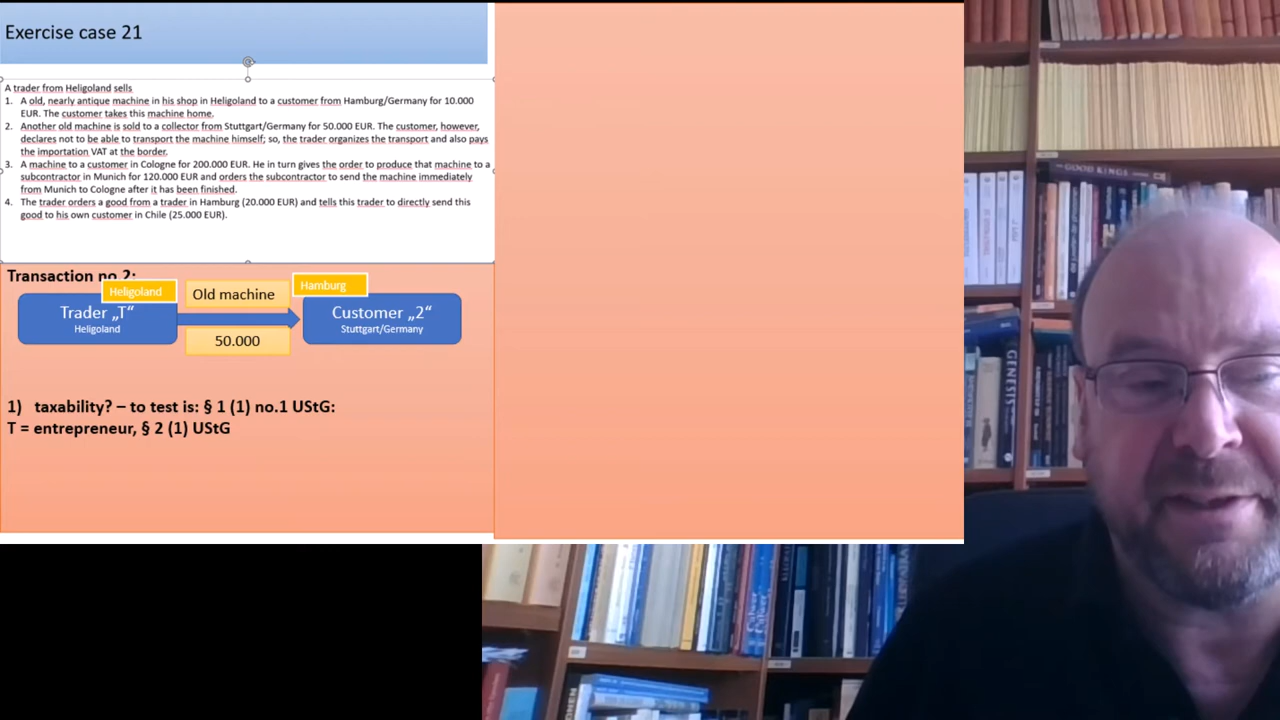 Exercise case 21
A trader from Heligoland sells
1. A old, nearly antique machine in his shop in Heligoland to a customer from Hamburg/Germany for 10.000
EUR. The customer takes this machine home.
2. Another old machine is sold to a collector from Stuttgart/Germany for 50.000 EUR. The customer, however,
declares not to be able to transport the machine himself; so, the trader organizes the transport and also pays
the importation VAT at the border.
3. A machine to a customer in Cologne for 200.000 EUR. He in turn gives the order to produce that machine to a
subcontractor in Munich for 120.000 EUR and orders the subcontractor to send the machine immediately
from Munich to Cologne after it has been finished.
4. The trader orders a good from a trader in Hamburg (20.000 EUR) and tells this trader to directly send this
good to his own customer in Chile (25.000 EUR).
Transaction no 2:
Heligoland
Old machine
Hamburg
Trader „T“
Heligoland
Customer „2“
Stuttgart/Germany
50.000
1) taxability? – to test is: § 1 (1) no.1 UStG:
T = entrepreneur, § 2 (1) UStG
GOOD KINGS
GENESIS